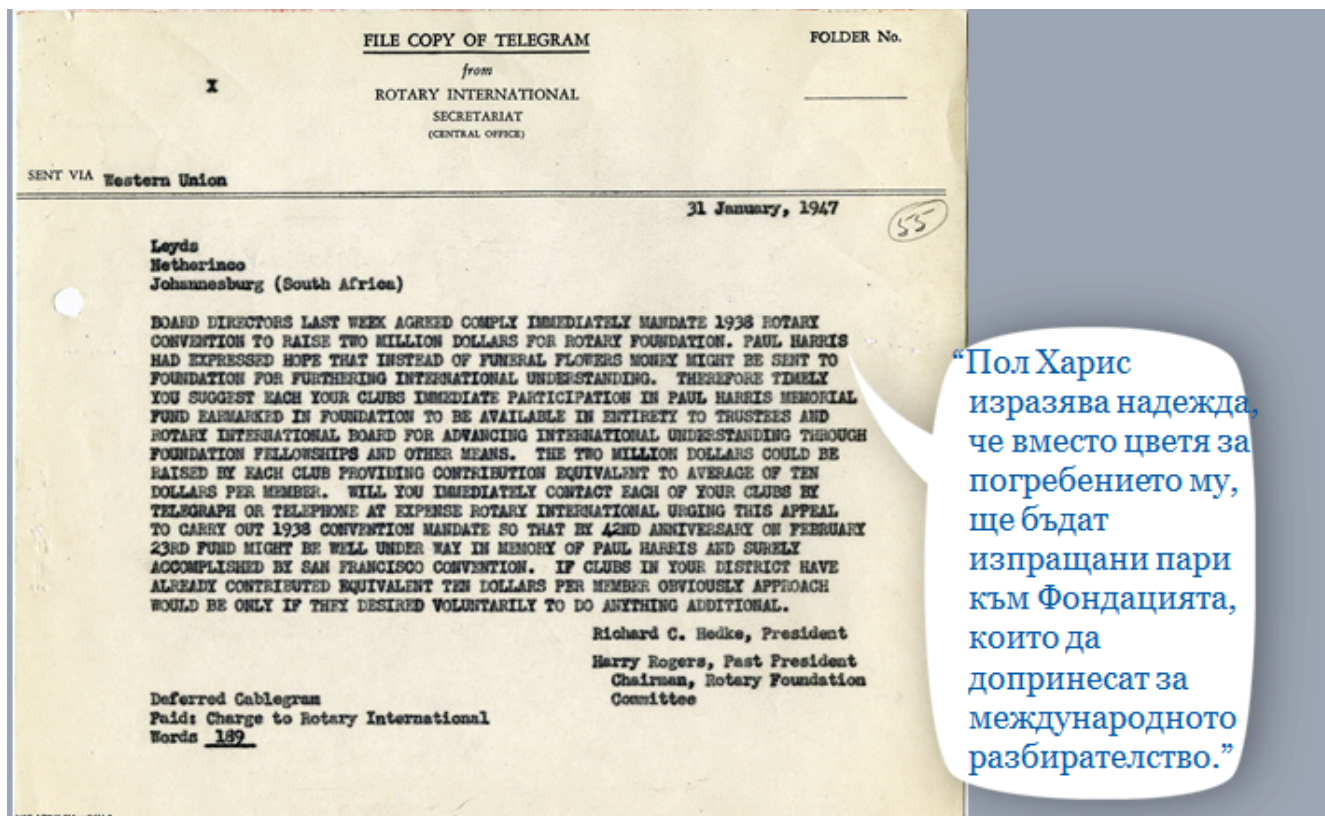 FILE COPY OF TELEGRAM
FOLDER No.
from
X
ROTARY INTERNATIONAL
SECRETARIAT
(CENTRAL OFFICE)
SENT VIA Western Union
31 January, 1947
55
Leyds
Netherinco
Johannesburg (South Africa)
BOARD DIRECTORS LAST WEEK AGREED COMPLY IMMEDIATELY MANDATE 1938 ROTARY
CONVENTION TO RAISE TWO MILLION DOLLARS FOR ROTARY FOUNDATION. PAUL HARRIS
HAD EXPRESSED HOPE THAT INSTEAD OF FUNERAL FLOWERS MONEY MIGHT BE SENT TO
FOUNDATION FOR FURTHERING INTERNATIONAL UNDERSTANDING. THEREFORE TIMELY
YOU SUGGEST EACH YOUR CLUBS IMMEDIATE PARTICIPATION IN PAUL HARRIS MEMORIAL
FUND EARMARKED IN FOUNDATION TO BE AVAILABLE IN ENTIRETY TO TRUSTEES AND
ROTARY INTERNATIONAL BOARD FOR ADVANCING INTERNATIONAL UNDERSTANDING THROUGH
FOUNDATION FELLOWSHIPS AND OTHER MEANS. THE TWO MILLION DOLLARS COULD BE
RAISED BY EACH CLUB PROVIDING CONTRIBUTION EQUIVALENT TO AVERAGE OF TEN
DOLLARS PER MEMBER. WILL YOU IMMEDIATELY CONTACT EACH OF YOUR CLUBS BY
TELEGRAPH OR TELEPHONE AT EXPENSE ROTARY INTERNATIONAL URGING THIS APPEAL
TO CARRY OUT 1938 CONVENTION MANDATE SO THAT BY 42ND ANNIVERSARY ON FEBRUARY
23RD FUND MIGHT BE WELL UNDER WAY IN MEMORY OF PAUL HARRIS AND SURELY
ACCOMPLISHED BY SAN FRANCISCO CONVENTION. IF CLUBS IN YOUR DISTRICT HAVE
ALREADY CONTRIBUTED EQUIVALENT TEN DOLLARS PER MEMBER OBVIOUSLY APPROACH
WOULD BE ONLY IF THEY DESIRED VOLUNTARILY TO DO ANYTHING ADDITIONAL.
Richard C. Hedke, President
Harry Rogers, Past President
Chairman, Rotary Foundation
Committee
Deferred Cablegram
Paid: Charge to Rotary International
Words 189
“Пол Харис
изразява надежда,
че вместо цветя за
погребението му,
ще бъдат
изпращани пари
към Фондацията,
които да
допринесат за
международното
разбирателство.”